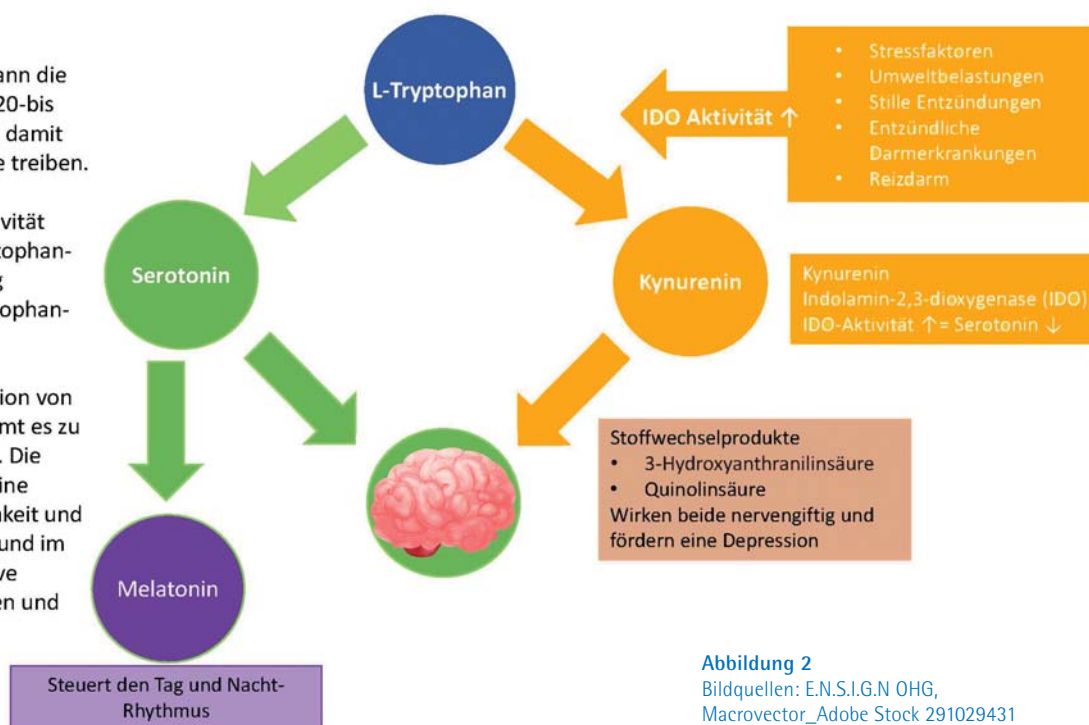 ann die
20-bis
damit
e treiben.
vität
tophan-
g
ophan-
ion von
mt es zu
. Die
ine
nkeit und
und im
ve
en und
L-Tryptophan
IDO Aktivität ↑
• Stressfaktoren
• Umweltbelastungen
• Stille Entzündungen
• Entzündliche
Darmerkrankungen
• Reizdarm
Serotonin
Kynurenin
Kynurenin
Indolamin-2,3-dioxygenase (IDO)
IDO-Aktivität ↑= Serotonin ↓
Stoffwechselprodukte
• 3-Hydroxyanthranilinsäure
• Quinolinsäure
Wirken beide nervengiftig und
fördern eine Depression
Melatonin
Steuert den Tag und Nacht-
Rhythmus
Abbildung 2
Bildquellen: E.N.S.I.G.N OHG,
Macrovector_Adobe Stock 291029431